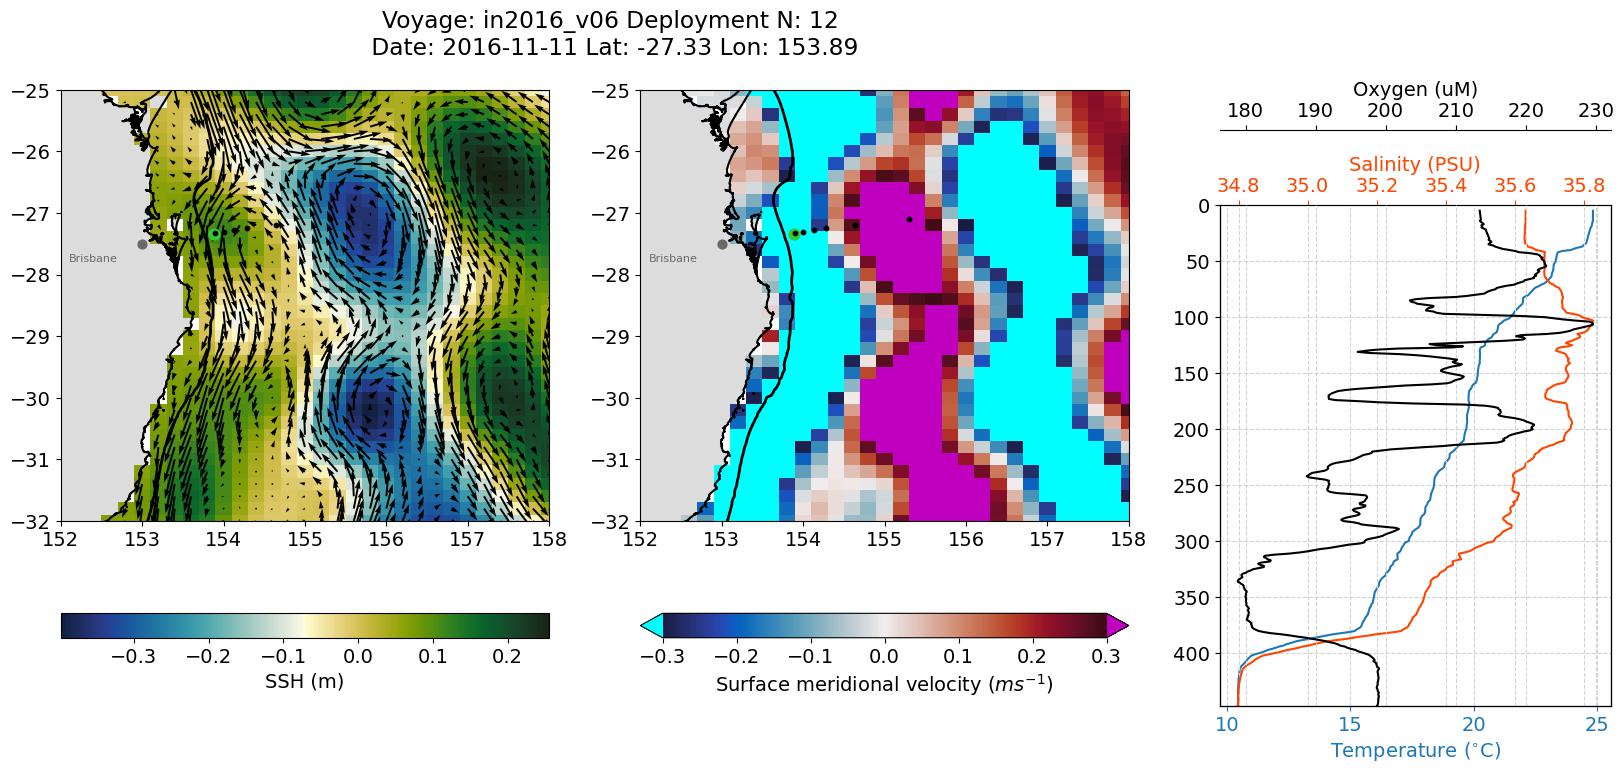 Voyage: in2016_v06 Deployment N: 12
Date: 2016-11-11 Lat: -27.33 Lon: 153.89
−25
−26
−27
−28
−29
−30
−31
−32
152 153 154 155 156 157 158
Brisbane
−0.3 −0.2 −0.1 0.0 0.1 0.2
SSH (m)
−25
−26
−27
−28
−29
−30
−31
−32
152 153 154 155 156 157 158
Brisbane
−0.3 −0.2 −0.1 0.0 0.1 0.2 0.3
Surface meridional velocity (ms⁻¹)
Oxygen (uM)
180 190 200 210 220 230
Salinity (PSU)
34.8 35.0 35.2 35.4 35.6 35.8
0
50
100
150
200
250
300
350
400
10 15 20 25
Temperature (°C)